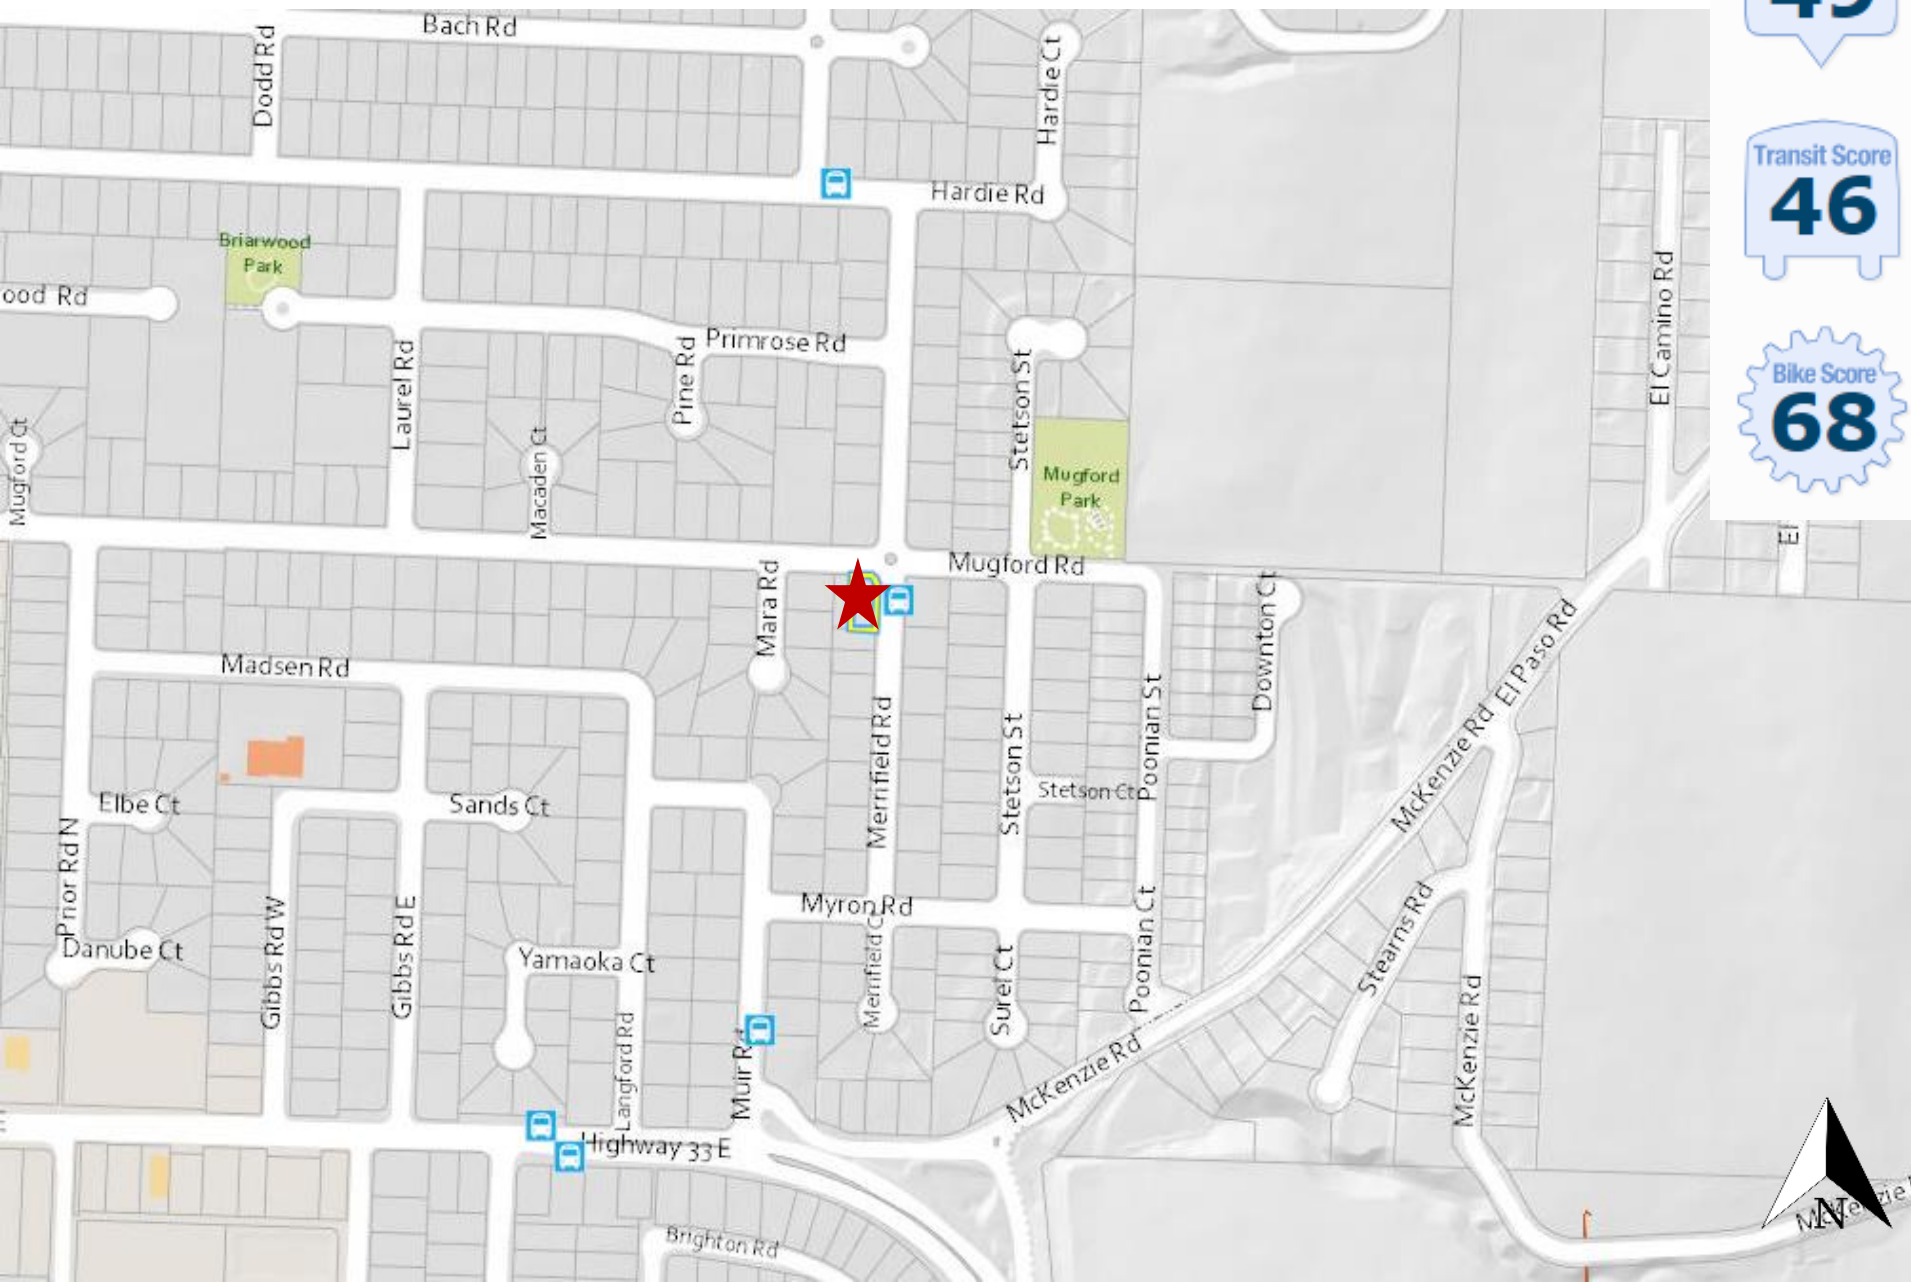 Bach Rd
49
Dodd Rd
Hardie Ct
Transit Score
46
Hardie Rd
Briarwood
Park
ood Rd
El Camino Rd
Primrose Rd
Laurel Rd
Pine Rd
Stetson St
Bike Score
68
Mugford Ct
Macaden Ct
Mugford
Park
El
Mugford Rd
Mara Rd
Downton Ct
El Paso Rd
Madsen Rd
Merrifield Rd
Stetson St
Poonian St
McKenzie Rd
Stetson Ct
Elbe Ct
Sands Ct
Prior Rd N
Gibbs Rd W
Gibbs Rd E
Myron Rd
Merrifield Ct
Poonian Ct
Stearns Rd
Danube Ct
Yamaoka Ct
Surel Ct
Langford Rd
Muir Rd
McKenzie Rd
McKenzie Rd
Highway 33 E
McKenzie
N
Brighton Rd